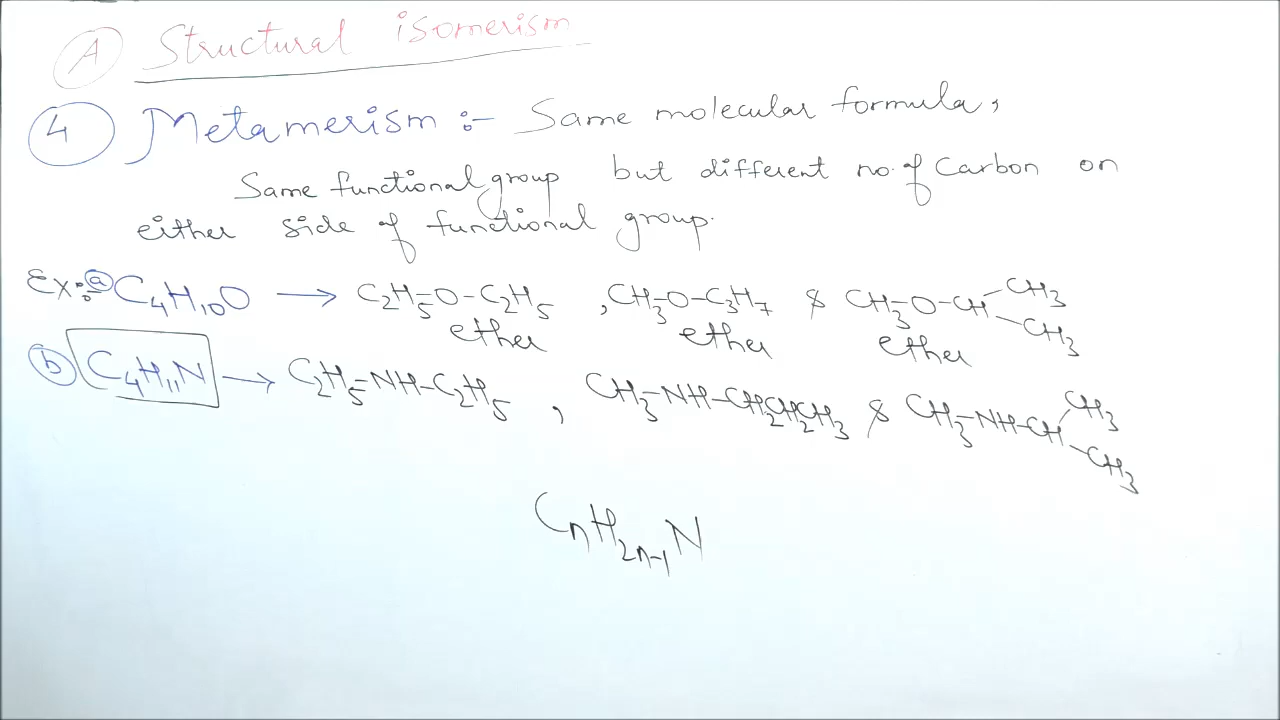 A Structural isomerism
4 Metamerism :- Same molecular formula,
Same functional group but different no. of Carbon on
either side of functional group.
Ex:- a C₄H₁₀O → C₂H₅-O-C₂H₅ , CH₃-O-C₃H₇ & CH₃-O-CH-CH₃
-CH₃
ether ether ether
b C₄H₁₁N → C₂H₅-NH-C₂H₅ , CH₃-NH-CH₂CH₂CH₃ & CH₃-NH-CH-CH₃
-CH₃
CₙH₂ₙ₋₁N